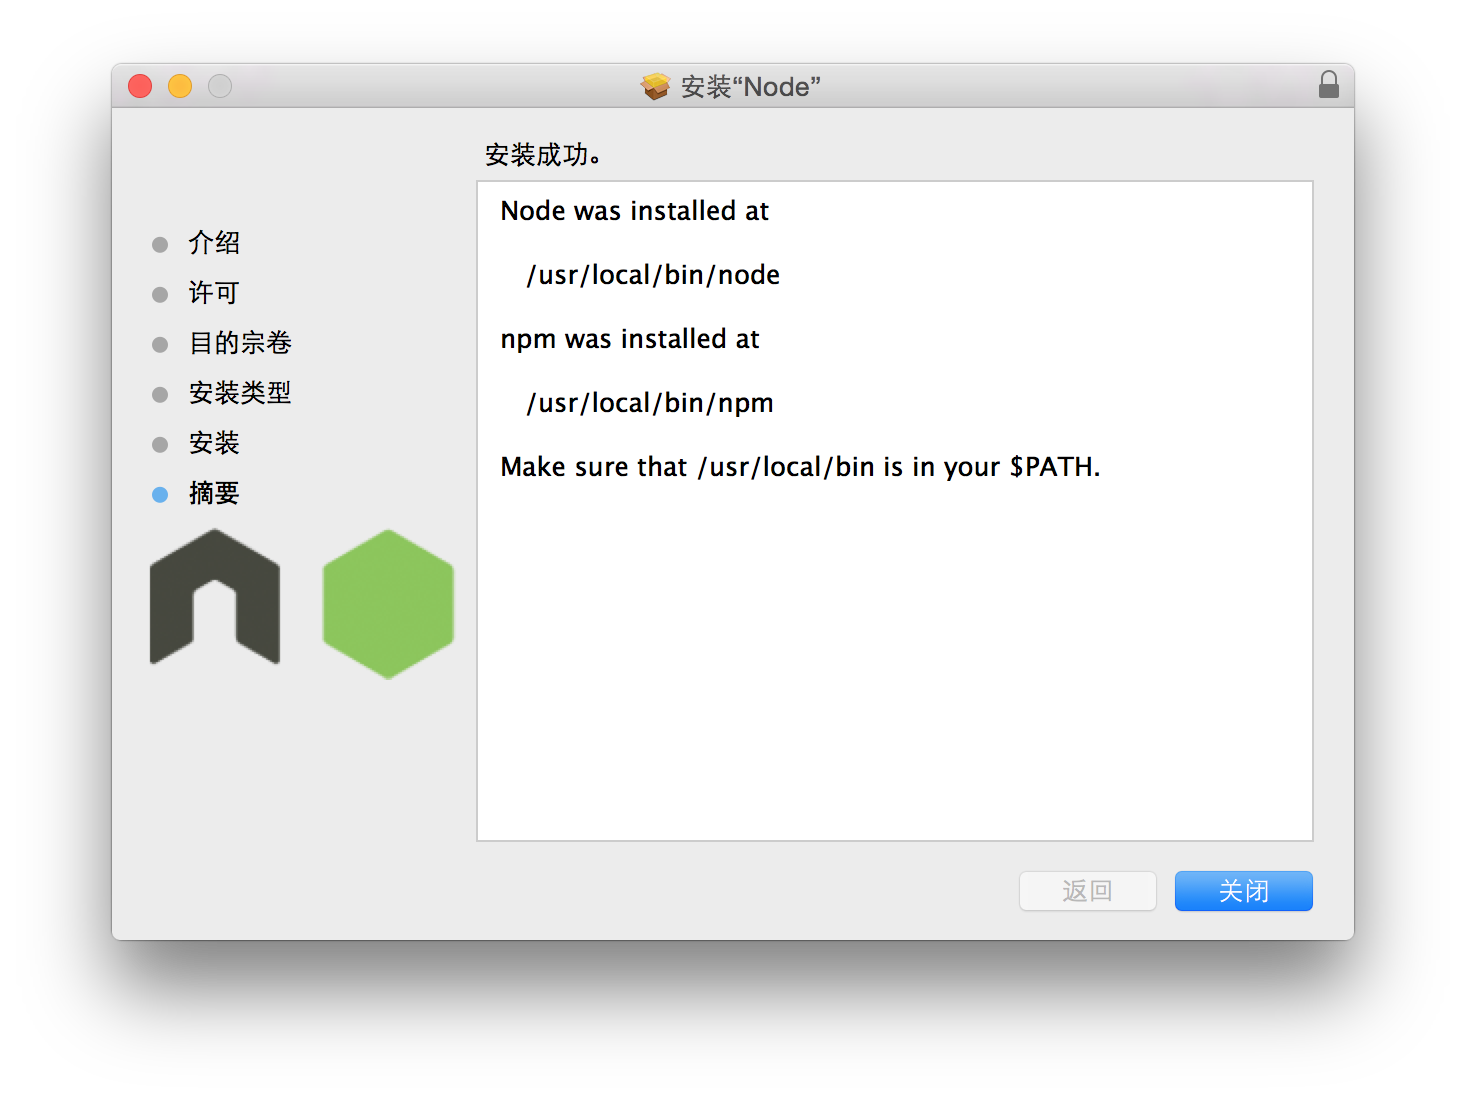 安装“Node”
安装成功。
介绍
许可
目的宗卷
安装类型
安装
摘要
Node was installed at
/usr/local/bin/node
npm was installed at
/usr/local/bin/npm
Make sure that /usr/local/bin is in your $PATH.
返回
关闭